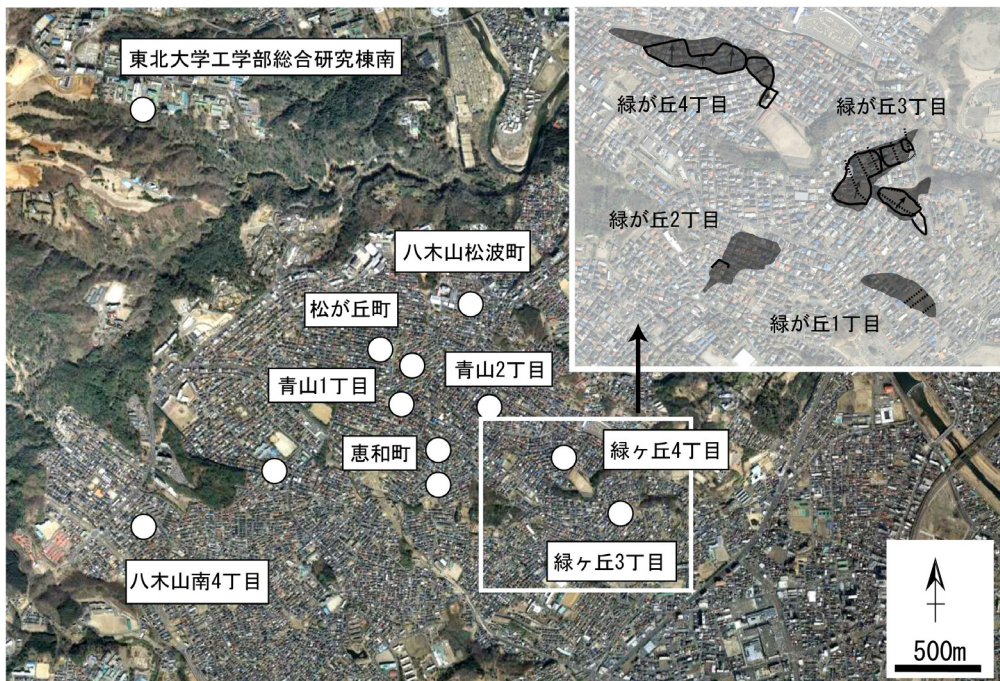 東北大学工学部総合研究棟南
緑が丘4丁目
緑が丘3丁目
緑が丘2丁目
緑が丘1丁目
八木山松波町
松が丘町
青山1丁目
青山2丁目
恵和町
緑ヶ丘4丁目
緑ヶ丘3丁目
八木山南4丁目
500m